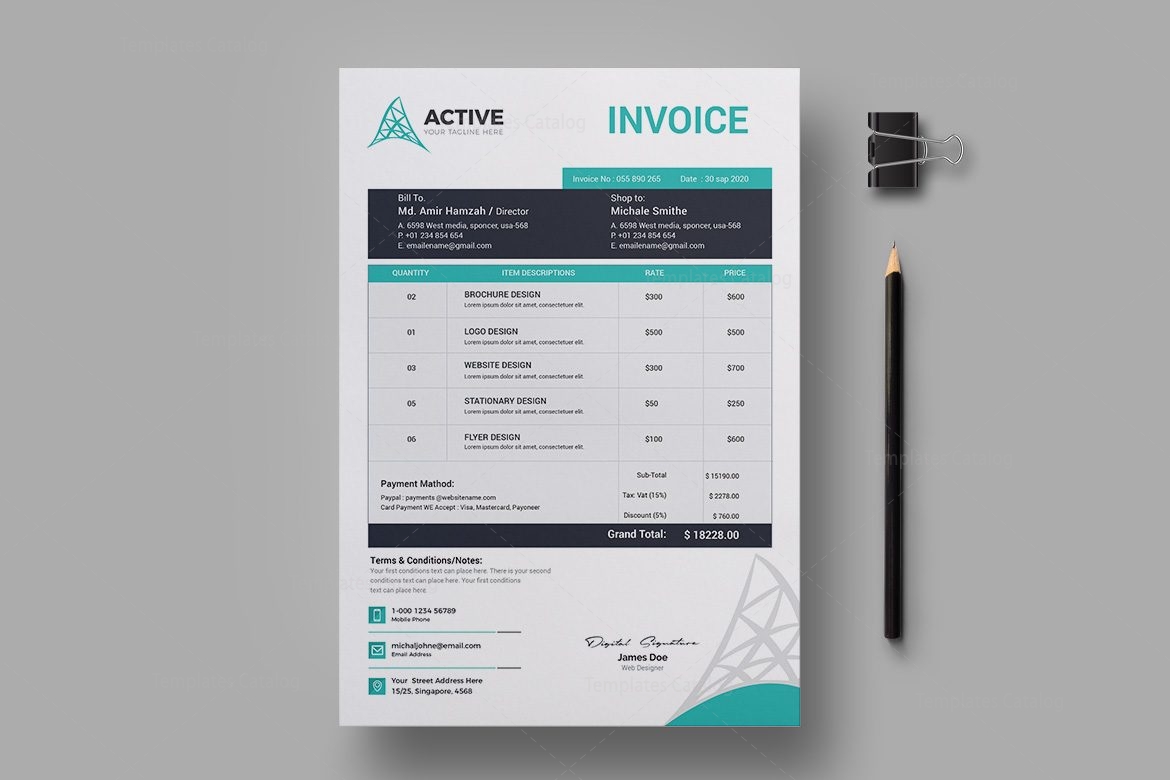 ACTIVE
YOUR TAGLINE HERE
INVOICE
Invoice No : 055 890 265 Date : 30 sap 2020
Bill To.
Md. Amir Hamzah / Director
A. 6598 West media, sponcer, usa-568
P. +01 234 854 654
E. emailename@gmail.com
Shop to:
Michale Smithe
A. 6598 West media, sponcer, usa-568
P. +01 234 854 654
E. emailename@gmail.com
QUANTITY ITEM DESCRIPTIONS RATE PRICE
02 BROCHURE DESIGN $300 $600
Lorem ipsum dolor sit amet, consectetuer elit.
01 LOGO DESIGN $500 $500
Lorem ipsum dolor sit amet, consectetuer elit.
03 WEBSITE DESIGN $300 $700
Lorem ipsum dolor sit amet, consectetuer elit.
05 STATIONARY DESIGN $50 $250
Lorem ipsum dolor sit amet, consectetuer elit.
06 FLYER DESIGN $100 $600
Lorem ipsum dolor sit amet, consectetuer elit.
Sub-Total $ 15190.00
Tax: Vat (15%) $ 2278.00
Discount (5%) $ 760.00
Payment Mathod:
Paypal : payments @websitename.com
Card Payment WE Accept : Visa, Mastercard, Payoneer
Grand Total: $ 18228.00
Terms & Conditions/Notes:
Your first conditions text can place here. There is your second
conditions text can place here. Your first conditions
text can place here.
1-000 1234 56789
Mobile Phone
michaljohne@email.com
Email Address
Your Street Address Here
15/25, Singapore, 4568
Digital Signature
James Doe
Web Designer
Templates Catalog